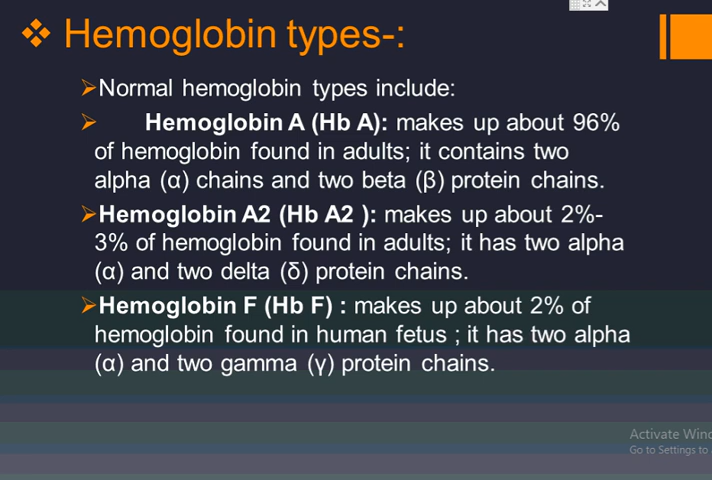 Hemoglobin types-:
Normal hemoglobin types include:
Hemoglobin A (Hb A): makes up about 96%
of hemoglobin found in adults; it contains two
alpha (α) chains and two beta (β) protein chains.
Hemoglobin A2 (Hb A2 ): makes up about 2%-
3% of hemoglobin found in adults; it has two alpha
(α) and two delta (δ) protein chains.
Hemoglobin F (Hb F) : makes up about 2% of
hemoglobin found in human fetus ; it has two alpha
(α) and two gamma (γ) protein chains.
Activate Wind
Go to Settings to